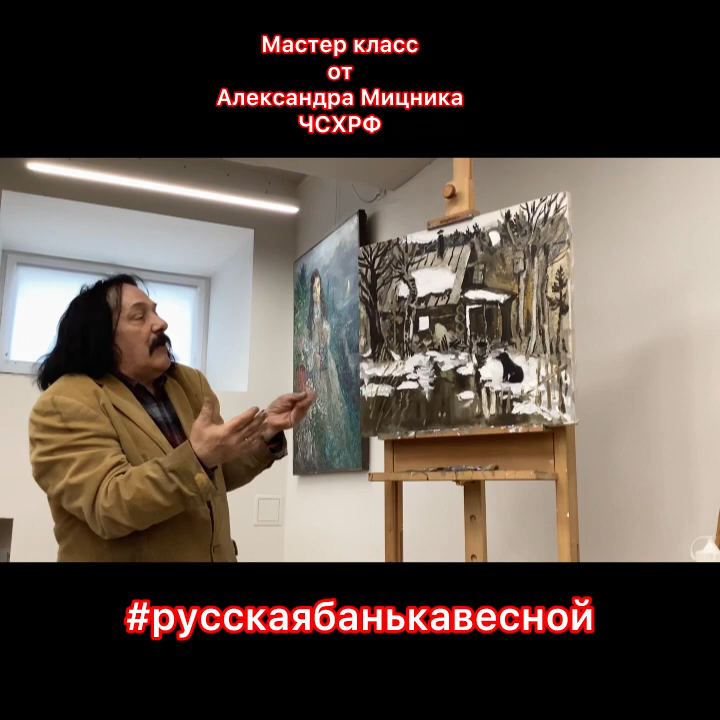 Мастер класс
от
Александра Мицника
ЧСХРФ
#русскаябанькавесной